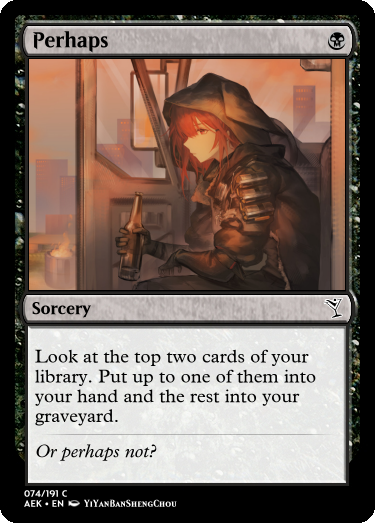 Perhaps
Sorcery
Look at the top two cards of your
library. Put up to one of them into
your hand and the rest into your
graveyard.
Or perhaps not?
074/191 C
AEK • EN YiYanBanShengChou